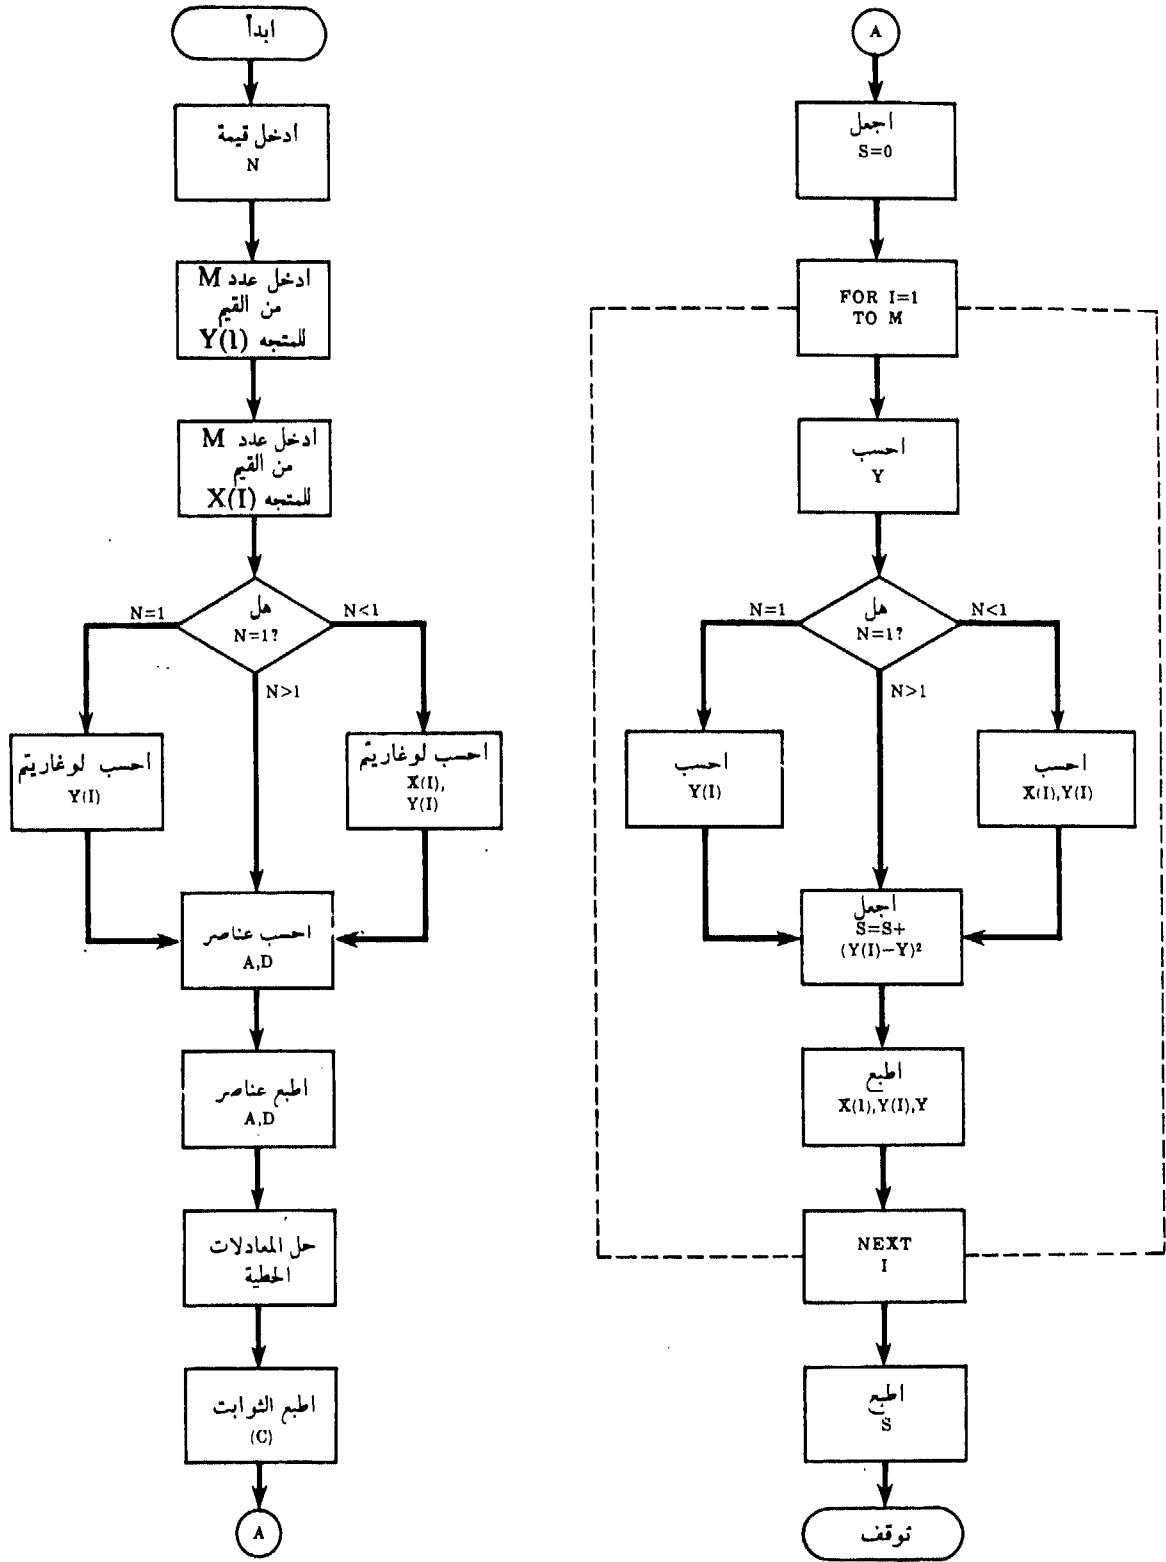 ابدأ
ادخل قيمة
N
ادخل عدد M
من القيم
للمتجه Y(1)
ادخل عدد M
من القيم
للمتجه X(I)
هل
N=1?
N=1
N<1
N>1
احسب لوغاريتم
Y(I)
احسب لوغاريتم
X(I),
Y(I)
احسب عناصر
A,D
اطبع عناصر
A,D
حل المعادلات
الخطية
اطبع الثوابت
(C)
A
A
اجعل
S=0
FOR I=1
TO M
احسب
Y
هل
N=1?
N=1
N<1
N>1
احسب
Y(I)
احسب
X(I),Y(I)
اجعل
S=S+
(Y(I)−Y)²
اطبع
X(1),Y(I),Y
NEXT
I
اطبع
S
توقف